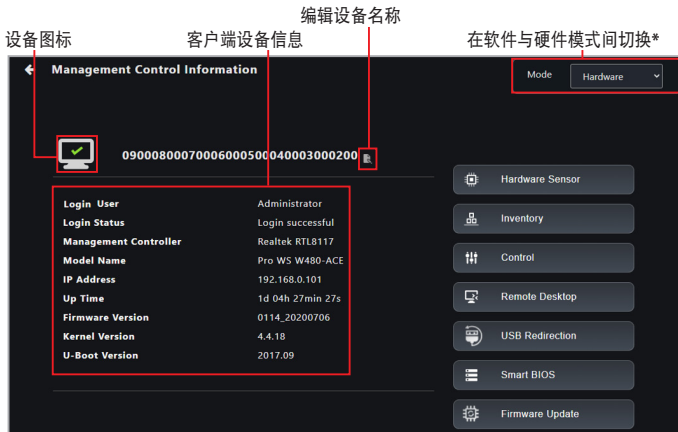 编辑设备名称
设备图标 客户端设备信息 在软件与硬件模式间切换*
Management Control Information Mode Hardware
09000800070006000500040003000200
Hardware Sensor
Login User Administrator
Login Status Login successful
Inventory
Management Controller Realtek RTL8117
Model Name Pro WS W480-ACE
Control
IP Address 192.168.0.101
Up Time 1d 04h 27min 27s
Remote Desktop
Firmware Version 0114_20200706
Kernel Version 4.4.18
USB Redirection
U-Boot Version 2017.09
Smart BIOS
Firmware Update